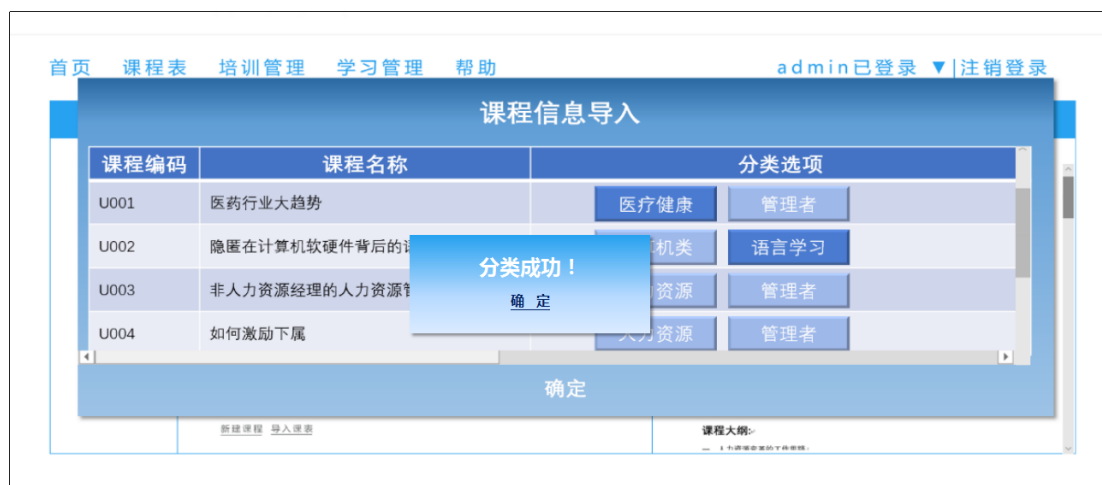 首页 课程表 培训管理 学习管理 帮助 admin已登录 ▼|注销登录
课程信息导入
课程编码 课程名称 分类选项
U001 医药行业大趋势 医疗健康 管理者
U002 隐匿在计算机软硬件背后的 机类 语言学习
U003 非人力资源经理的人力资源 资源 管理者
U004 如何激励下属 人力资源 管理者
分类成功！
确 定
确定
新建课程 导入课表
课程大纲: